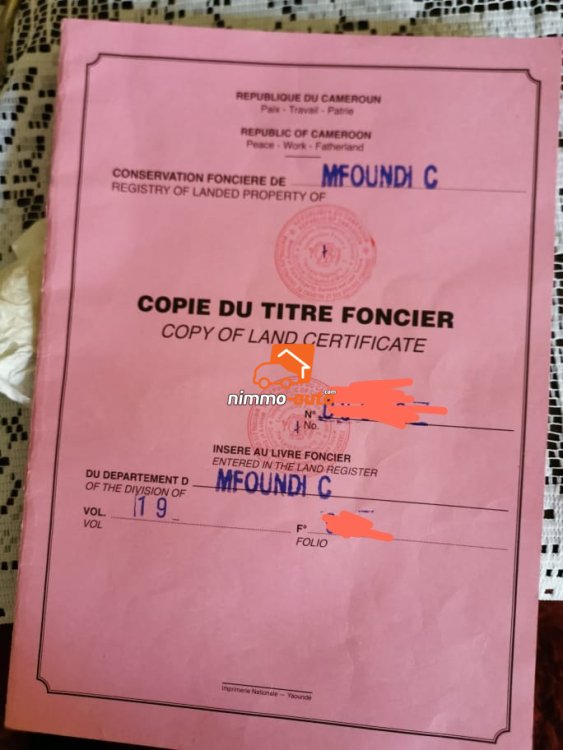 REPUBLIQUE DU CAMEROUN
Paix - Travail - Patrie
REPUBLIC OF CAMEROON
Peace - Work - Fatherland
CONSERVATION FONCIERE DE MFOUNDI C
REGISTRY OF LANDED PROPERTY OF
COPIE DU TITRE FONCIER
COPY OF LAND CERTIFICATE
nimmo auto.com
N°
No.
INSERE AU LIVRE FONCIER
ENTERED IN THE LAND REGISTER
DU DEPARTEMENT D MFOUNDI C
OF THE DIVISION OF
VOL. 19 F°
VOL FOLIO
Imprimerie Nationale — Yaoundé